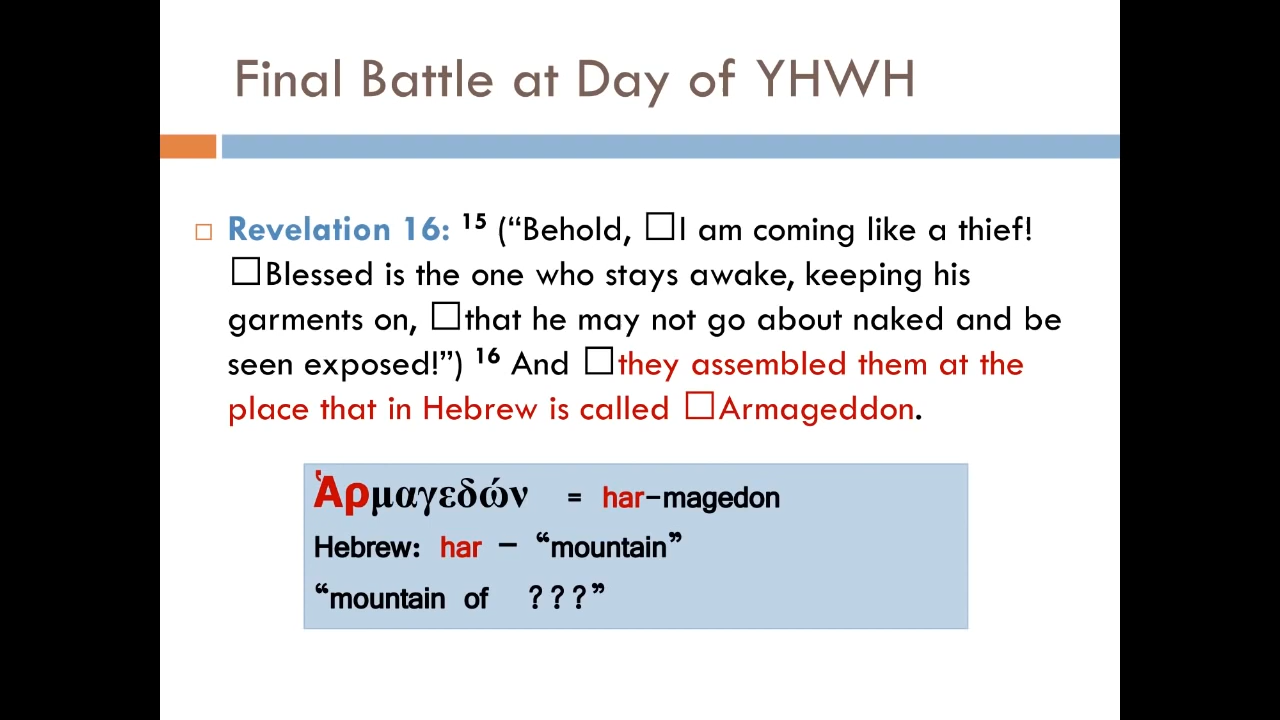 Final Battle at Day of YHWH
Revelation 16: 15 (“Behold, □I am coming like a thief!
□Blessed is the one who stays awake, keeping his
garments on, □that he may not go about naked and be
seen exposed!”) 16 And □they assembled them at the
place that in Hebrew is called □Armageddon.
Ἁρμαγεδών = har-magedon
Hebrew: har – “mountain”
“mountain of ???”